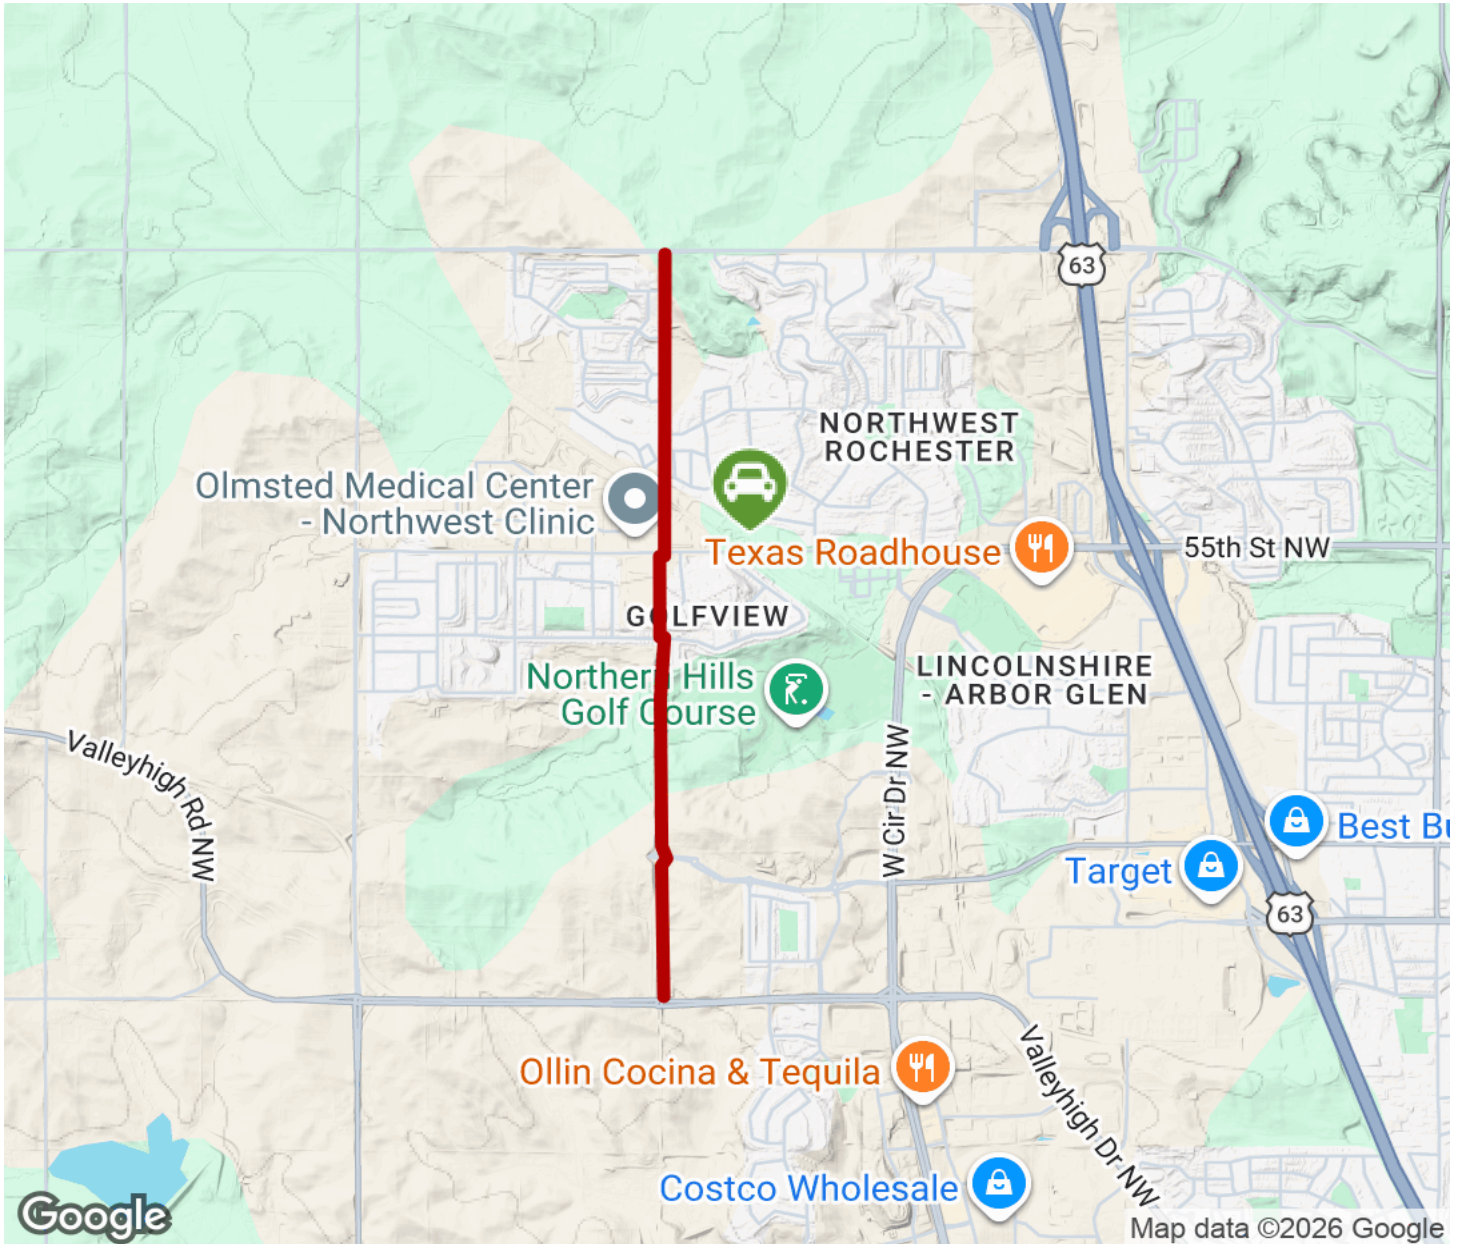 63
NORTHWEST
ROCHESTER
Olmsted Medical Center
- Northwest Clinic
Texas Roadhouse
55th St NW
GOLFVIEW
LINCOLNSHIRE
- ARBOR GLEN
Northern Hills
Golf Course
Valleyhigh Rd NW
W Cir Dr NW
Best Bu
Target
63
Ollin Cocina & Tequila
Valleyhigh Dr NW
Costco Wholesale
Google
Map data ©2026 Google